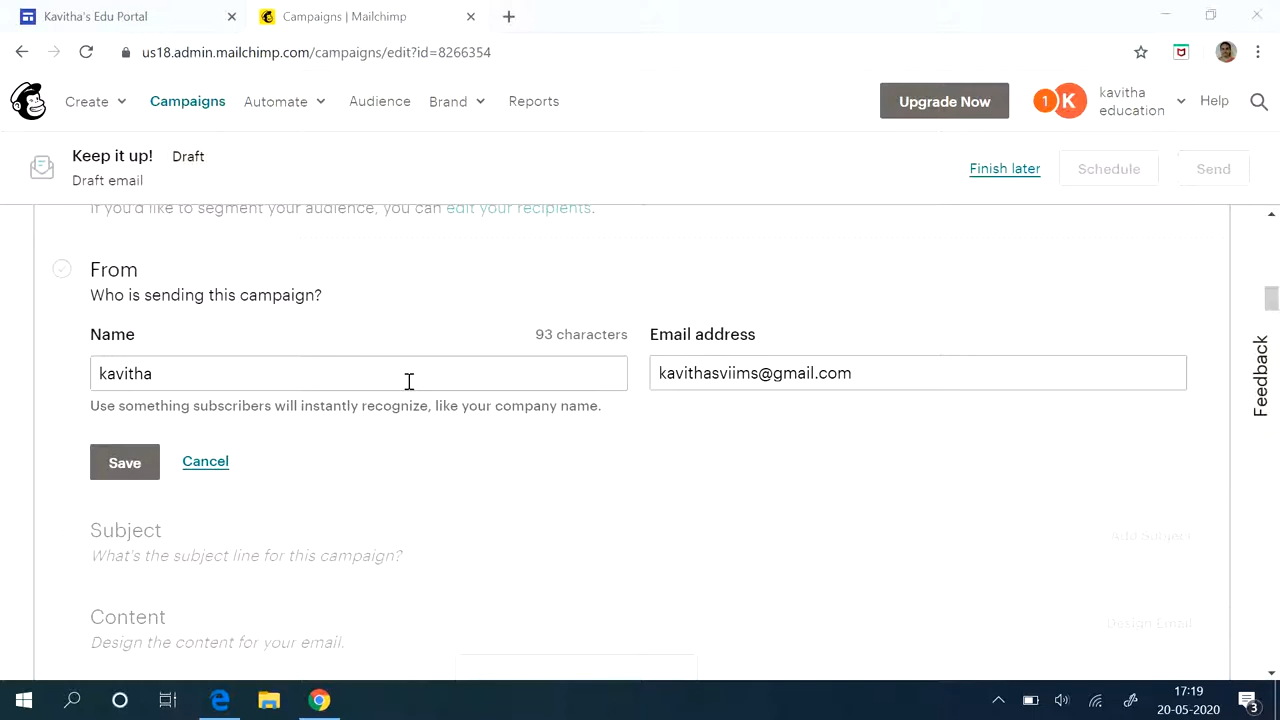 Kavitha's Edu Portal
Campaigns | Mailchimp
us18.admin.mailchimp.com/campaigns/edit?id=8266354
Create Campaigns Automate Audience Brand Reports Upgrade Now 1 K kavitha education Help
Keep it up! Draft
Draft email
Finish later Schedule Send
If you'd like to segment your audience, you can edit your recipients.
From
Who is sending this campaign?
Name 93 characters Email address
kavitha kavithasviims@gmail.com
Use something subscribers will instantly recognize, like your company name.
Save Cancel
Subject
What's the subject line for this campaign? Add Subject
Content
Design the content for your email. Design Email
Feedback
17:19
20-05-2020
3